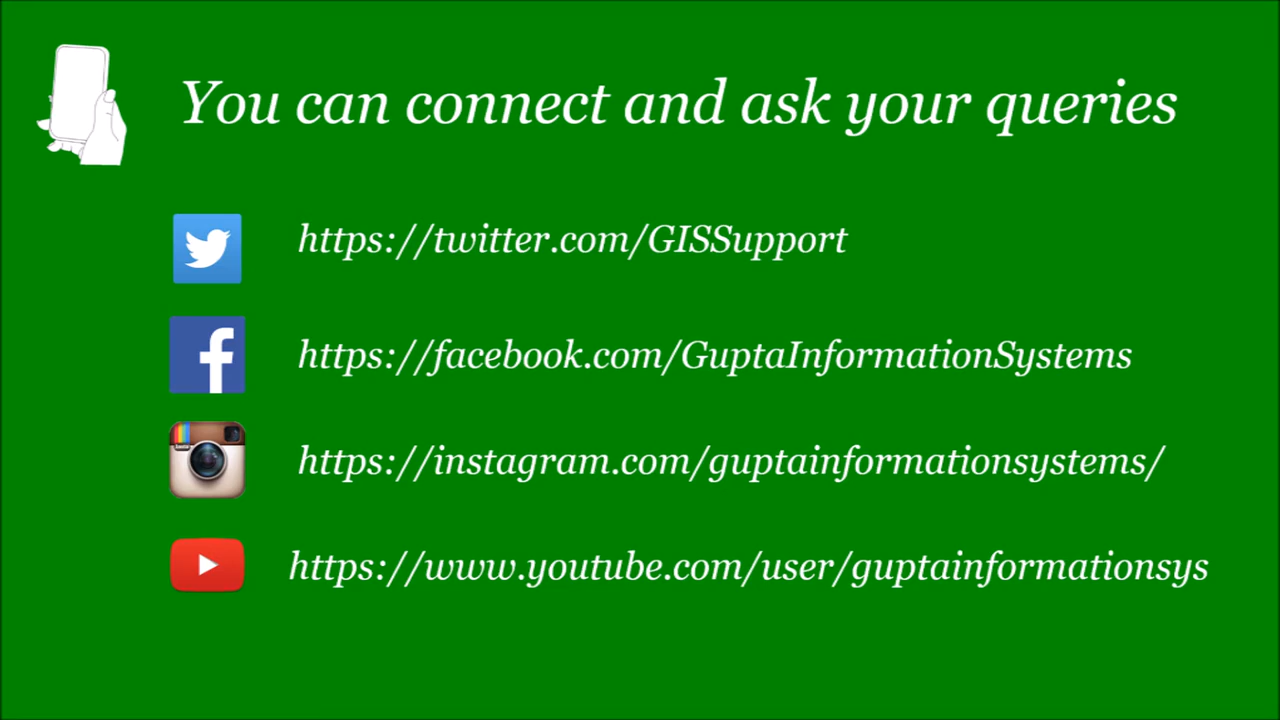 You can connect and ask your queries
https://twitter.com/GISSupport
https://facebook.com/GuptaInformationSystems
https://instagram.com/guptainformationsystems/
https://www.youtube.com/user/guptainformationsys